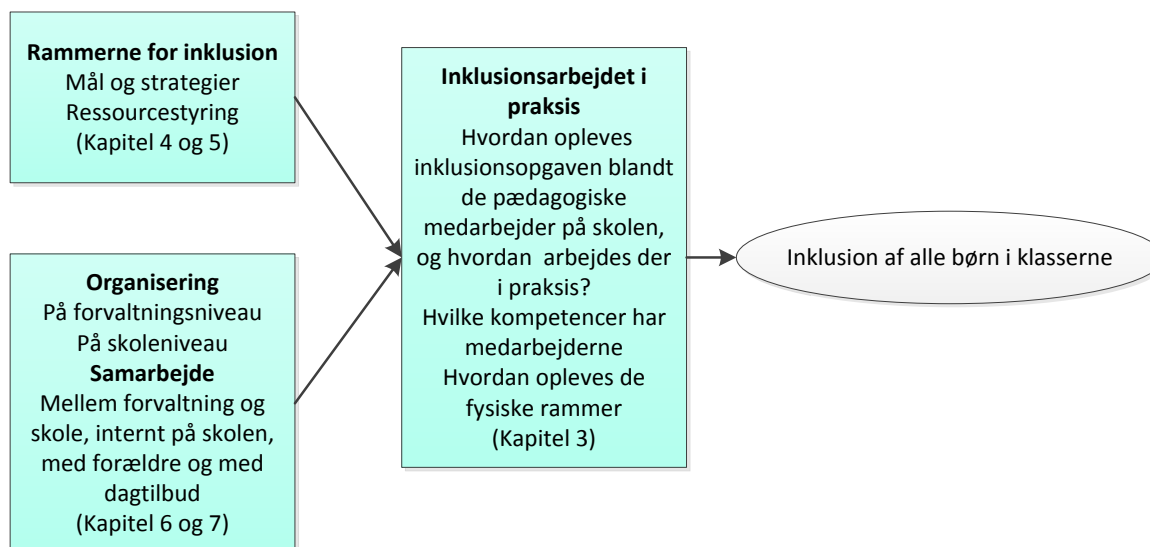 Rammerne for inklusion
Mål og strategier
Ressourcestyring
(Kapitel 4 og 5)
Organisering
På forvaltningsniveau
På skoleniveau
Samarbejde
Mellem forvaltning og
skole, internt på skolen,
med forældre og med
dagtilbud
(Kapitel 6 og 7)
Inklusionsarbejdet i
praksis
Hvordan opleves
inklusionsopgaven blandt
de pædagogiske
medarbejder på skolen,
og hvordan arbejdes der
i praksis?
Hvilke kompetencer har
medarbejderne
Hvordan opleves de
fysiske rammer
(Kapitel 3)
Inklusion af alle børn i klasserne